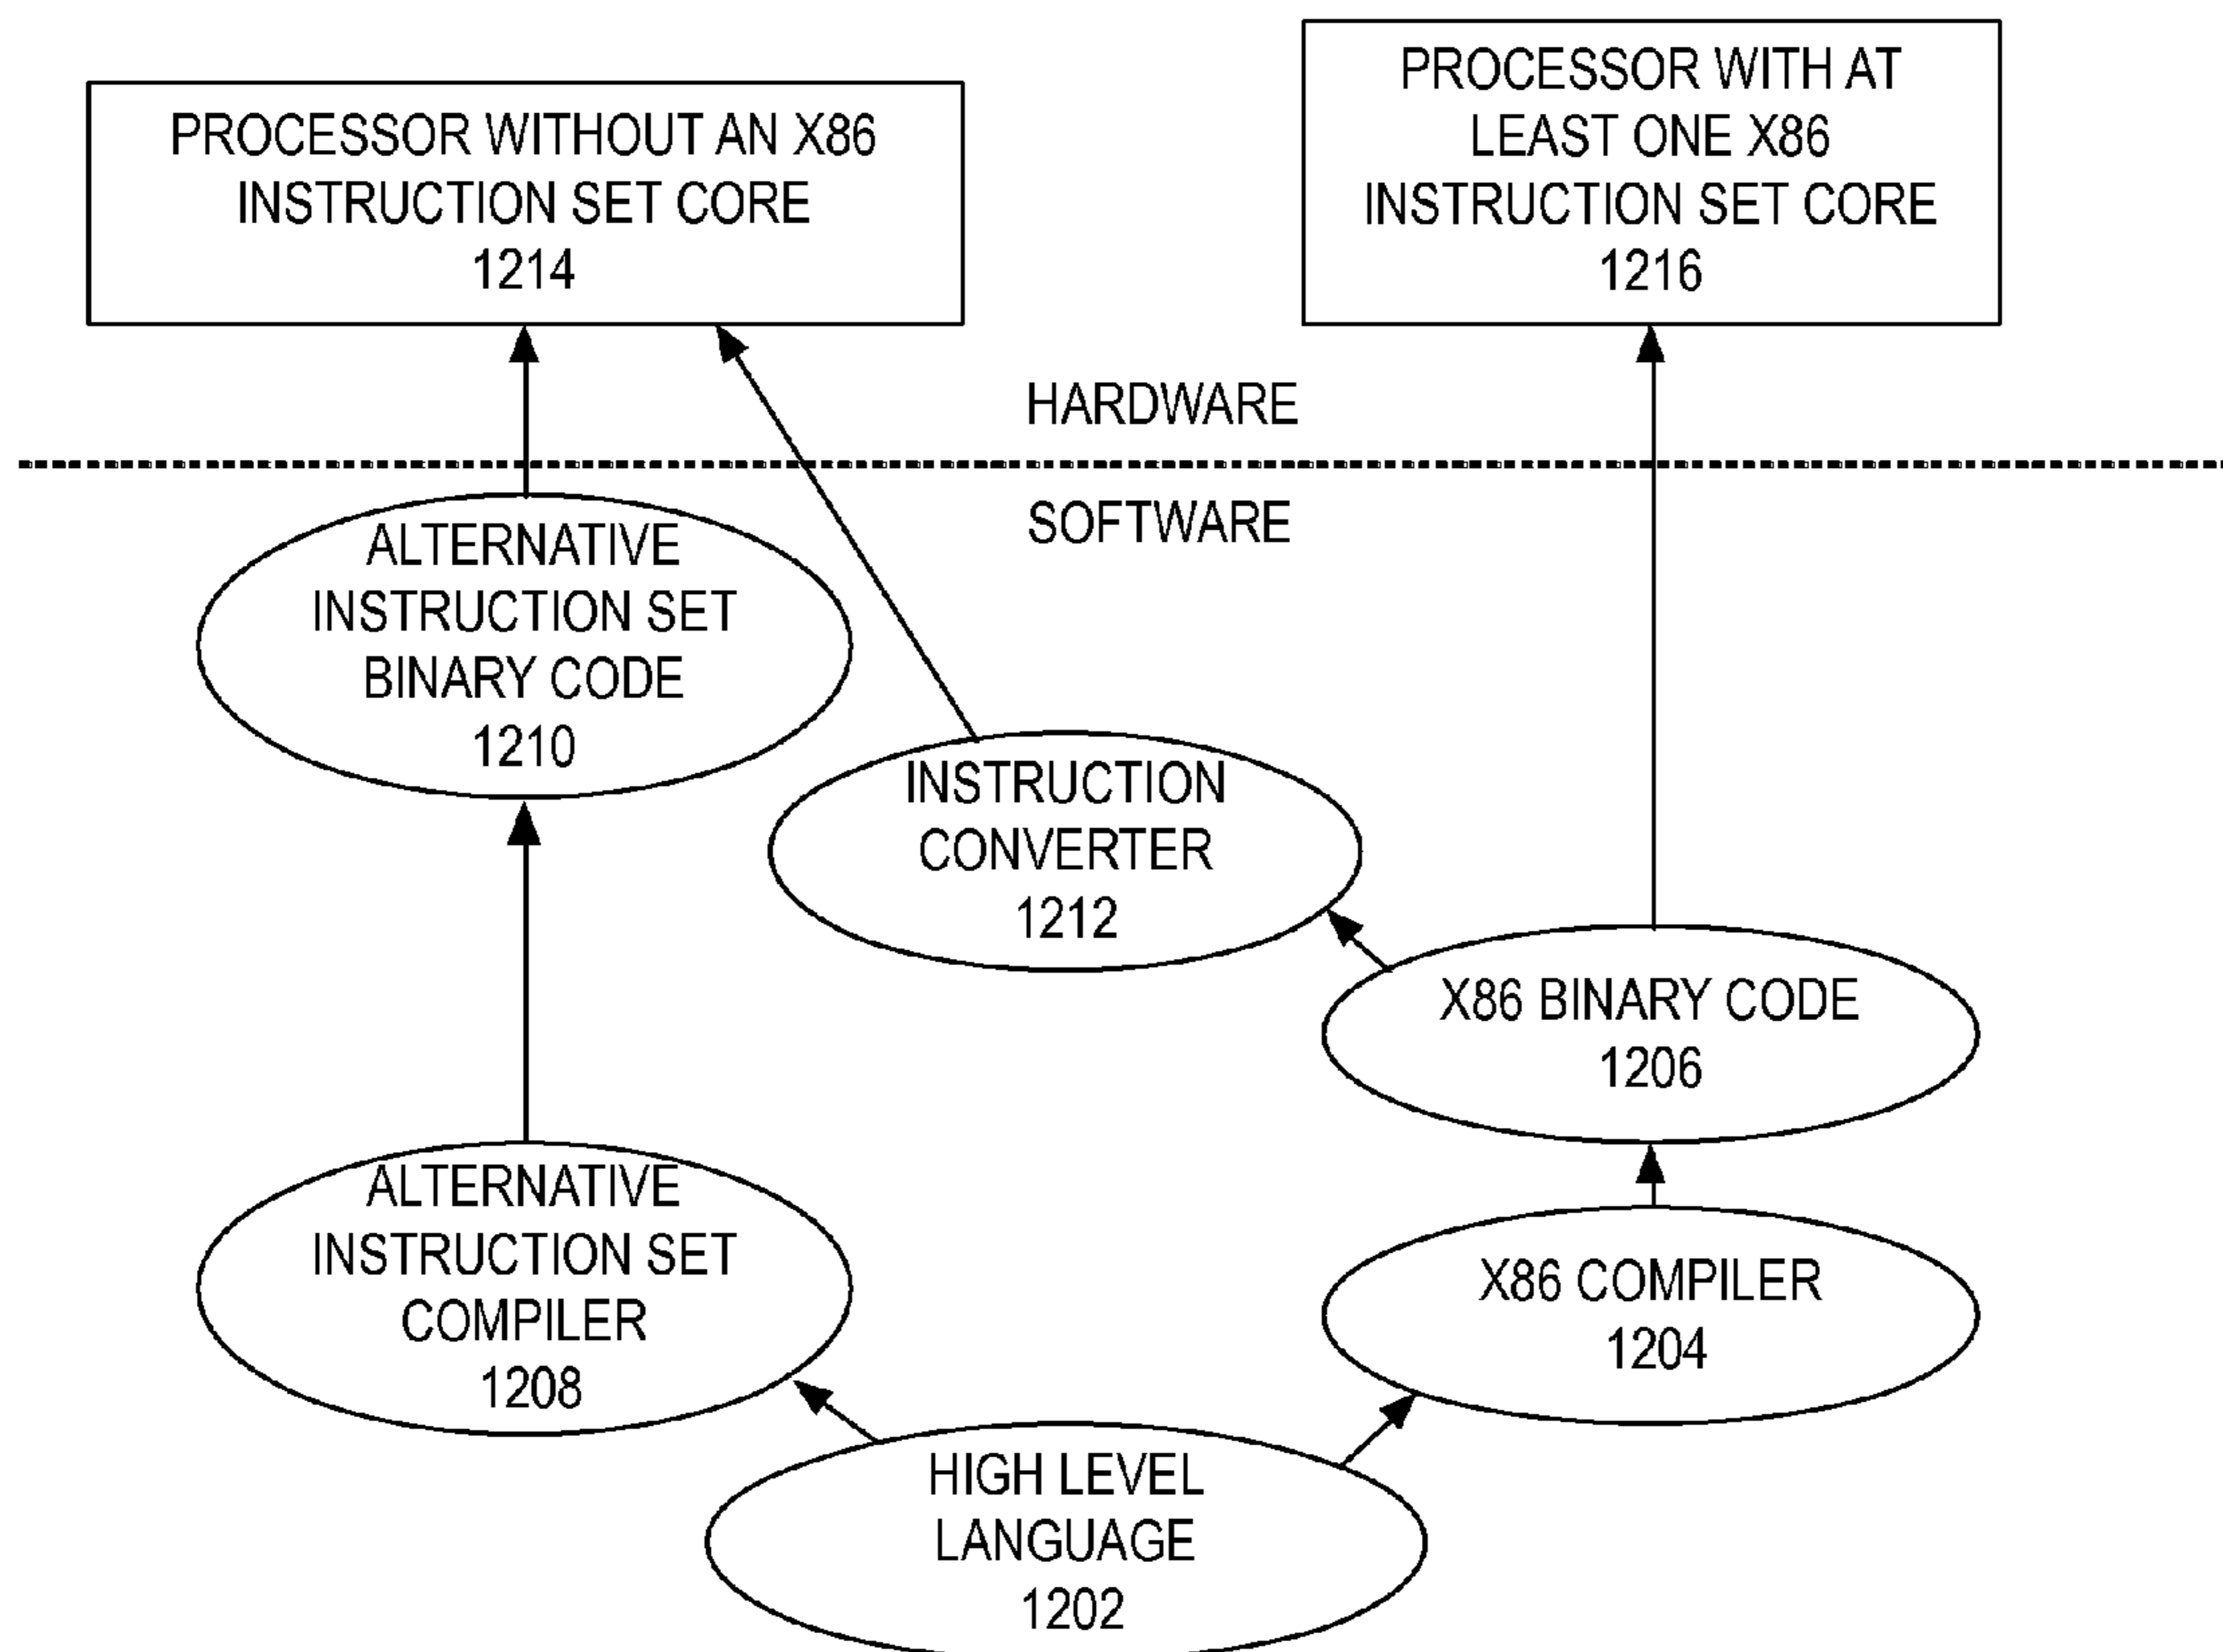 PROCESSOR WITHOUT AN X86
INSTRUCTION SET CORE
1214
PROCESSOR WITH AT
LEAST ONE X86
INSTRUCTION SET CORE
1216
HARDWARE
SOFTWARE
ALTERNATIVE
INSTRUCTION SET
BINARY CODE
1210
INSTRUCTION
CONVERTER
1212
X86 BINARY CODE
1206
ALTERNATIVE
INSTRUCTION SET
COMPILER
1208
X86 COMPILER
1204
HIGH LEVEL
LANGUAGE
1202